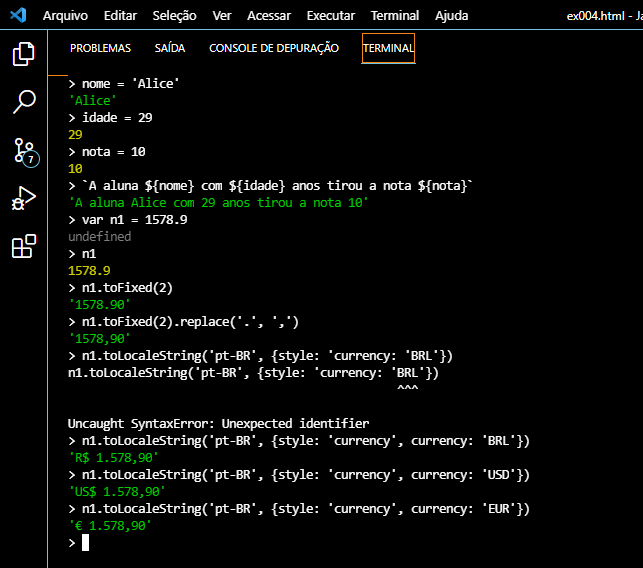 Arquivo Editar Seleção Ver Acessar Executar Terminal Ajuda ex004.html - Ja
PROBLEMAS SAÍDA CONSOLE DE DEPURAÇÃO TERMINAL
> nome = 'Alice'
'Alice'
> idade = 29
29
> nota = 10
10
> `A aluna ${nome} com ${idade} anos tirou a nota ${nota}`
'A aluna Alice com 29 anos tirou a nota 10'
> var n1 = 1578.9
undefined
> n1
1578.9
> n1.toFixed(2)
'1578.90'
> n1.toFixed(2).replace('.', ',')
'1578,90'
> n1.toLocaleString('pt-BR', {style: 'currency: 'BRL'})
n1.toLocaleString('pt-BR', {style: 'currency: 'BRL'})
^^^
Uncaught SyntaxError: Unexpected identifier
> n1.toLocaleString('pt-BR', {style: 'currency', currency: 'BRL'})
'R$ 1.578,90'
> n1.toLocaleString('pt-BR', {style: 'currency', currency: 'USD'})
'US$ 1.578,90'
> n1.toLocaleString('pt-BR', {style: 'currency', currency: 'EUR'})
'€ 1.578,90'
>
7